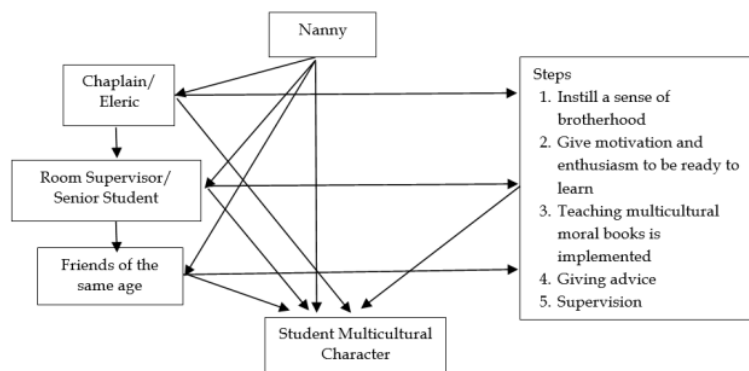 Nanny
Chaplain/
Eleric
Room Supervisor/
Senior Student
Friends of the
same age
Steps
1. Instill a sense of
brotherhood
2. Give motivation and
enthusiasm to be ready to
learn
3. Teaching multicultural
moral books is
implemented
4. Giving advice
5. Supervision
Student Multicultural
Character